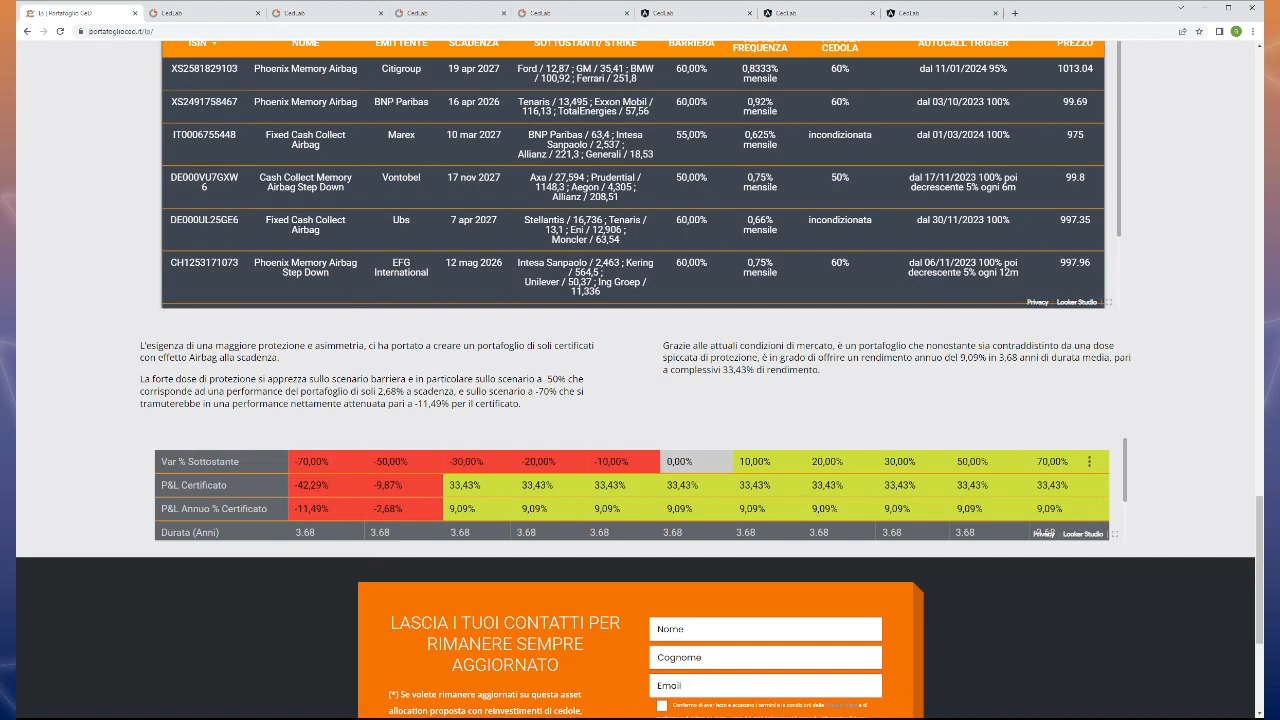 Ip | Portafoglio CeD
CedLab
CedLab
CedLab
CedLab
CedLab
CedLab
CedLab
portafoglioced.it/ip/
ISIN NOME EMITTENTE SCADENZA SOTTOSTANTI/ STRIKE BARRIERA FREQUENZA CEDOLA AUTOCALL TRIGGER PREZZO
XS2581829103 Phoenix Memory Airbag Citigroup 19 apr 2027 Ford / 12,87 ; GM / 35,41 ; BMW / 100,92 ; Ferrari / 251,8 60,00% 0,8333% mensile 60% dal 11/01/2024 95% 1013.04
XS2491758467 Phoenix Memory Airbag BNP Paribas 16 apr 2026 Tenaris / 13,495 ; Exxon Mobil / 116,13 ; TotalEnergies / 57,56 60,00% 0,92% mensile 60% dal 03/10/2023 100% 99.69
IT0006755448 Fixed Cash Collect Airbag Marex 10 mar 2027 BNP Paribas / 63,4 ; Intesa Sanpaolo / 2,537 ; Allianz / 221,3 ; Generali / 18,53 55,00% 0,625% mensile incondizionata dal 01/03/2024 100% 975
DE000VU7GXW6 Cash Collect Memory Airbag Step Down Vontobel 17 nov 2027 Axa / 27,594 ; Prudential / 1148,3 ; Aegon / 4,305 ; Allianz / 208,51 50,00% 0,75% mensile 50% dal 17/11/2023 100% poi decrescente 5% ogni 6m 99.8
DE000UL25GE6 Fixed Cash Collect Airbag Ubs 7 apr 2027 Stellantis / 16,736 ; Tenaris / 13,1 ; Eni / 12,906 ; Moncler / 63,54 60,00% 0,66% mensile incondizionata dal 30/11/2023 100% 997.35
CH1253171073 Phoenix Memory Airbag Step Down EFG International 12 mag 2026 Intesa Sanpaolo / 2,463 ; Kering / 564,5 ; Unilever / 50,37 ; Ing Groep / 11,336 60,00% 0,75% mensile 60% dal 06/11/2023 100% poi decrescente 5% ogni 12m 997.96
Privacy Looker Studio
L'esigenza di una maggiore protezione e asimmetria, ci ha portato a creare un portafoglio di soli certificati
con effetto Airbag alla scadenza.
La forte dose di protezione si apprezza sullo scenario barriera e in particolare sullo scenario a -50% che
corrisponde ad una performance del portafoglio di soli 2,68% a scadenza, e sullo scenario a -70% che si
tramuterebbe in una performance nettamente attenuata pari a -11,49% per il certificato.
Grazie alle attuali condizioni di mercato, è un portafoglio che nonostante sia contraddistinto da una dose
spiccata di protezione, è in grado di offrire un rendimento annuo del 9,09% in 3,68 anni di durata media, pari
a complessivi 33,43% di rendimento.
Var % Sottostante -70,00% -50,00% -30,00% -20,00% -10,00% 0,00% 10,00% 20,00% 30,00% 50,00% 70,00%
P&L Certificato -42,29% -9,87% 33,43% 33,43% 33,43% 33,43% 33,43% 33,43% 33,43% 33,43% 33,43%
P&L Annuo % Certificato -11,49% -2,68% 9,09% 9,09% 9,09% 9,09% 9,09% 9,09% 9,09% 9,09% 9,09%
Durata (Anni) 3.68 3.68 3.68 3.68 3.68 3.68 3.68 3.68 3.68 3.68 3.68
Privacy Looker Studio
LASCIA I TUOI CONTATTI PER
RIMANERE SEMPRE
AGGIORNATO
(*) Se volete rimanere aggiornati su questa asset
allocation proposta con reinvestimenti di cedole,
Nome
Cognome
Email
Confermo di aver letto e accettato i termini e le condizioni della